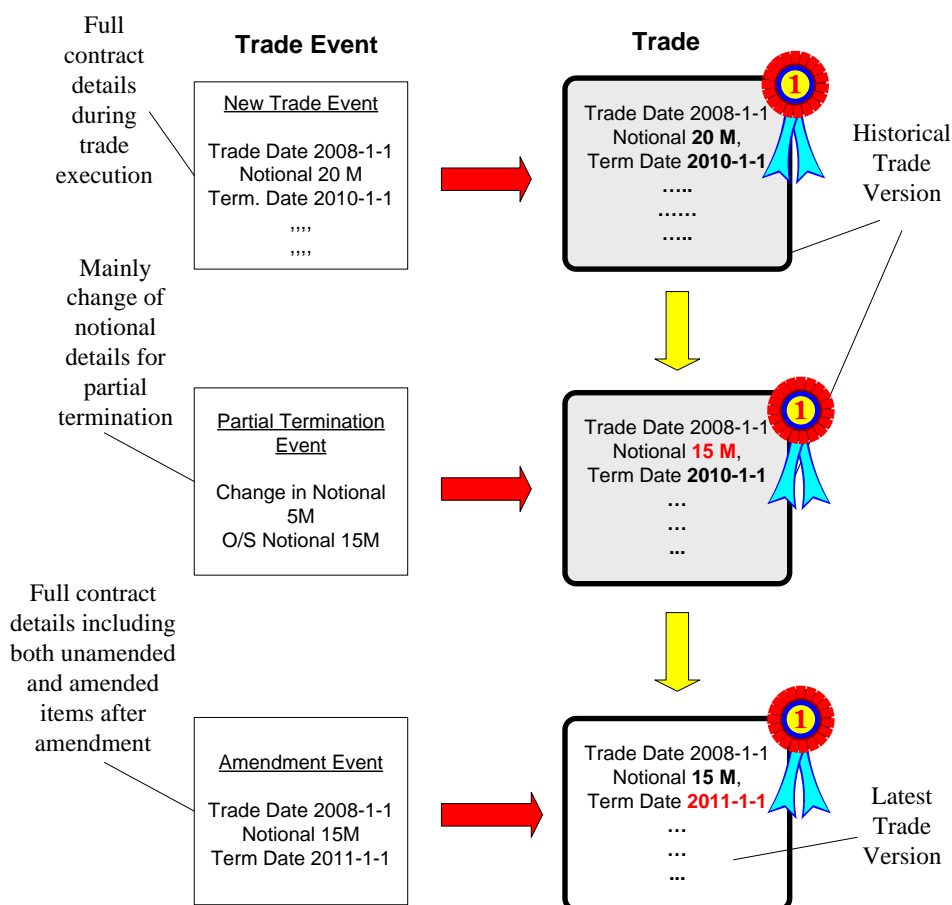 Full
contract
details
during
trade
execution
Trade Event
Trade
New Trade Event
Trade Date 2008-1-1
Notional 20 M
Term. Date 2010-1-1
,,,,
,,,,
1
Trade Date 2008-1-1
Notional 20 M,
Term Date 2010-1-1
…..
……
…..
Historical
Trade
Version
Mainly
change of
notional
details for
partial
termination
Partial Termination
Event
Change in Notional
5M
O/S Notional 15M
1
Trade Date 2008-1-1
Notional 15 M,
Term Date 2010-1-1
…
…
...
Full contract
details including
both unamended
and amended
items after
amendment
Amendment Event
Trade Date 2008-1-1
Notional 15M
Term Date 2011-1-1
1
Trade Date 2008-1-1
Notional 15 M,
Term Date 2011-1-1
…
…
...
Latest
Trade
Version